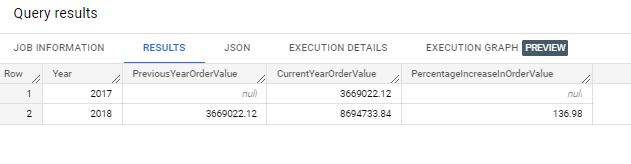 Query results
JOB INFORMATION RESULTS JSON EXECUTION DETAILS EXECUTION GRAPH PREVIEW
Row Year PreviousYearOrderValue CurrentYearOrderValue PercentageIncreaseInOrderValue
1 2017 null 3669022.12 null
2 2018 3669022.12 8694733.84 136.98